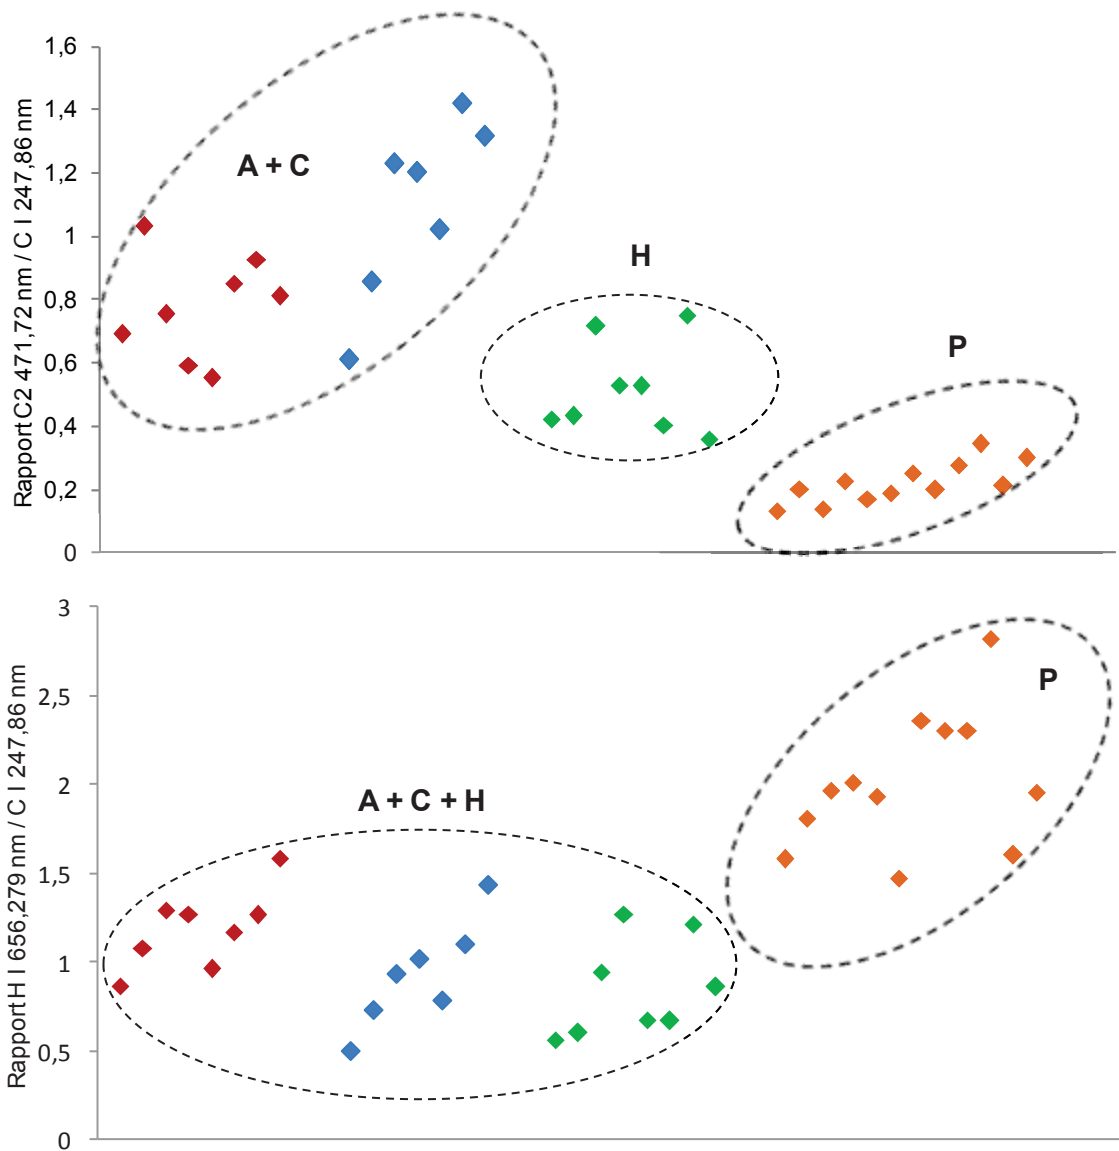 Rapport C2 471,72 nm / C I 247,86 nm
1,6
1,4
1,2
1
0,8
0,6
0,4
0,2
0
A + C
H
P
Rapport H I 656,279 nm / C I 247,86 nm
3
2,5
2
1,5
1
0,5
0
A + C + H
P